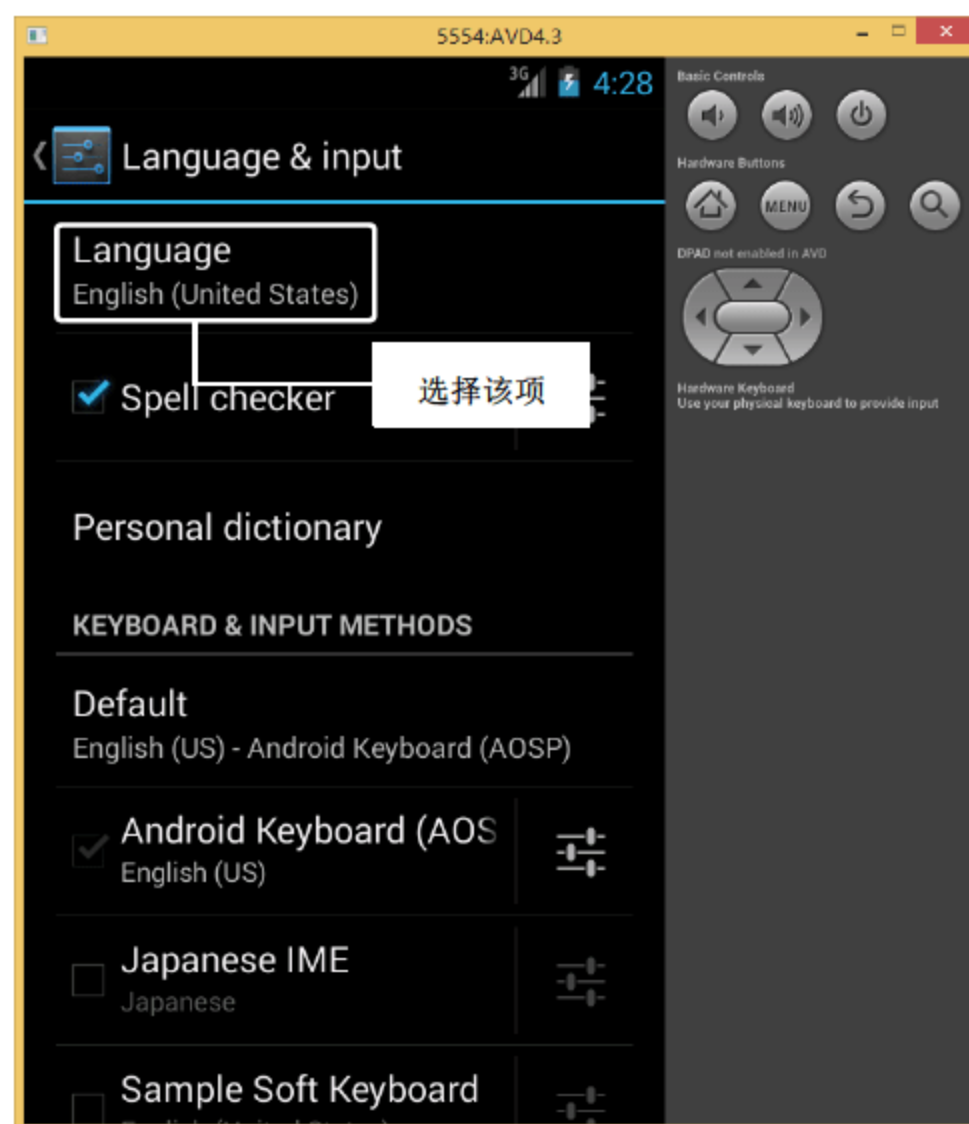 5554:AVD4.3
3G 4:28
Language & input
Language
English (United States)
Spell checker
选择该项
Personal dictionary
KEYBOARD & INPUT METHODS
Default
English (US) - Android Keyboard (AOSP)
Android Keyboard (AOS
English (US)
Japanese IME
Japanese
Sample Soft Keyboard
English (United States)
Basic Controls
Hardware Buttons
MENU
DPAD not enabled in AVD
Hardware Keyboard
Use your physical keyboard to provide input